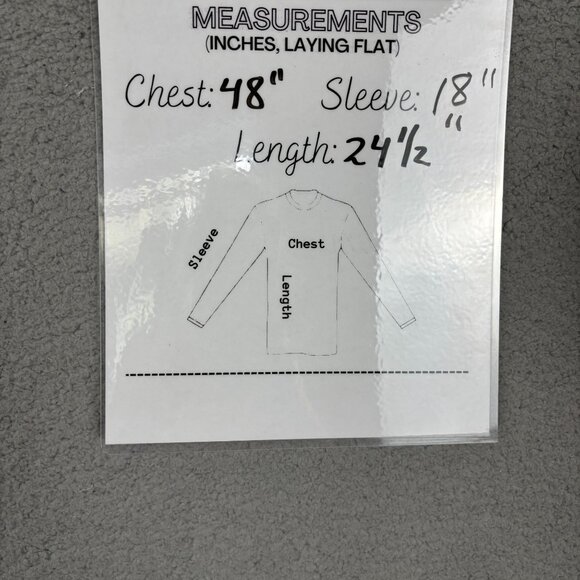 MEASUREMENTS
(INCHES, LAYING FLAT)
Chest: 48" Sleeve: 18"
Length: 24 1/2"
Sleeve
Chest
Length